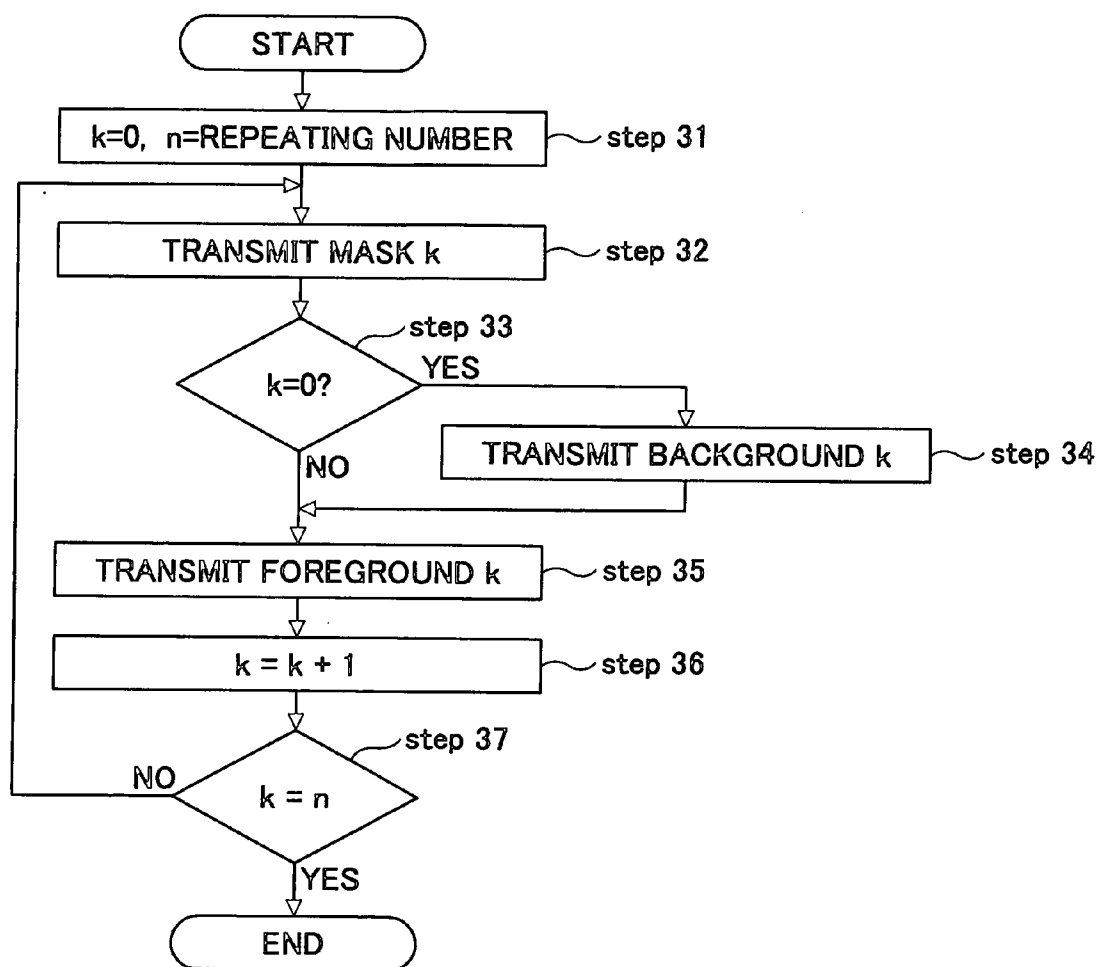 START
k=0, n=REPEATING NUMBER
step 31
TRANSMIT MASK k
step 32
step 33
k=0?
YES
TRANSMIT BACKGROUND k
step 34
NO
TRANSMIT FOREGROUND k
step 35
k = k + 1
step 36
step 37
NO
k = n
YES
END